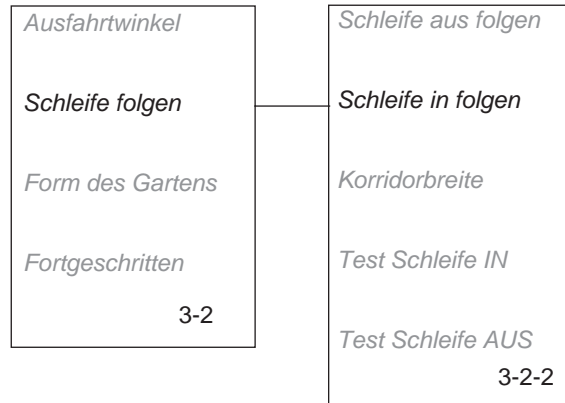 Ausfahrtwinkel
Schleife folgen
Form des Gartens
Fortgeschritten
3-2
Schleife aus folgen
Schleife in folgen
Korridorbreite
Test Schleife IN
Test Schleife AUS
3-2-2